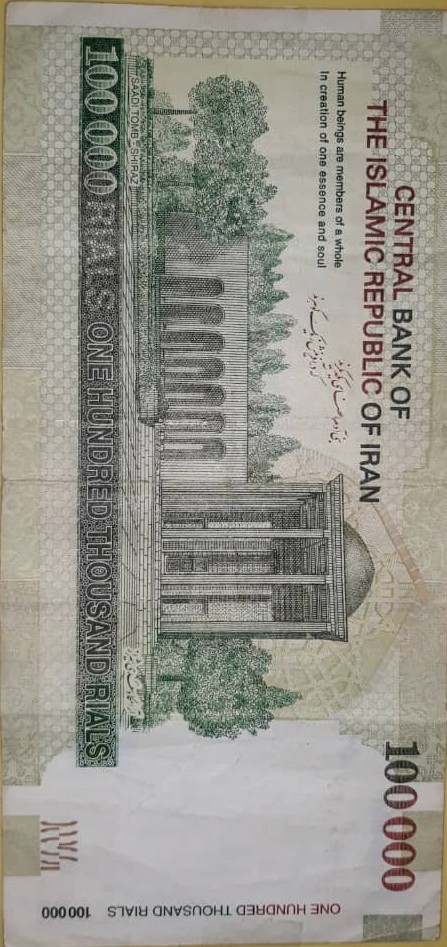 CENTRAL BANK OF
THE ISLAMIC REPUBLIC OF IRAN
100 000
Human beings are members of a whole
In creation of one essence and soul
بنی آدم اعضای یکدیگرند
که در آفرینش ز یک گوهرند
SAADI TOMB - SHIRAZ
آرامگاه سعدی شیراز
100 000 RIALS ONE HUNDRED THOUSAND RIALS
ONE HUNDRED THOUSAND RIALS 100 000